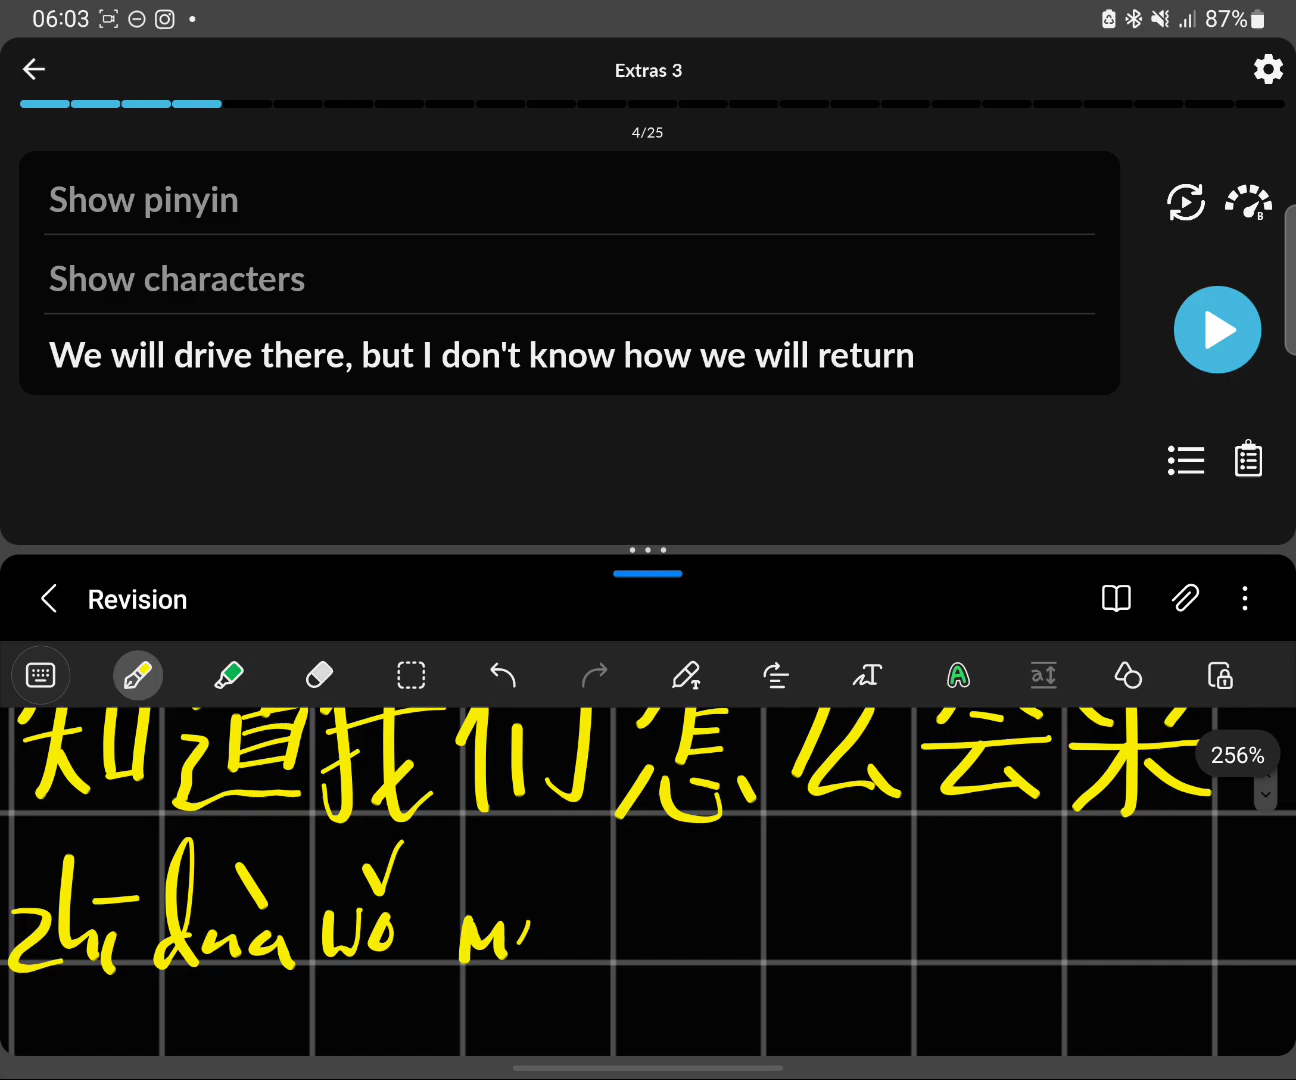 06:03 87%
Extras 3
4/25
Show pinyin
Show characters
We will drive there, but I don't know how we will return
Revision
256%
知道我们怎么会来
zhī duà wǒ m